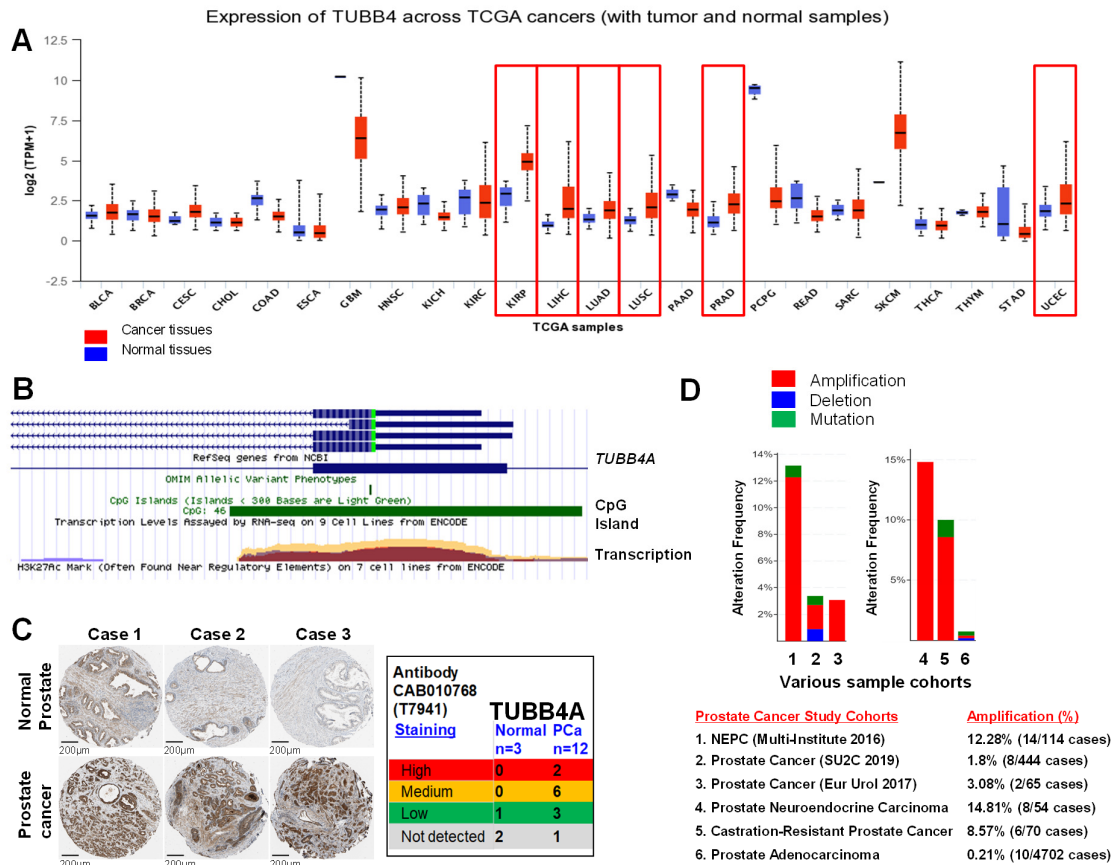 Expression of TUBB4 across TCGA cancers (with tumor and normal samples)
A
log2 (TPM+1)
12.5
10
7.5
5
2.5
0
-2.5
BLCA
BRCA
CESC
CHOL
COAD
ESCA
GBM
HNSC
KICH
KIRC
KIRP
LIHC
LUAD
LUSC
PAAD
PRAD
PCPG
READ
SARC
SKCM
THCA
THYM
STAD
UCEC
TCGA samples
Cancer tissues
Normal tissues
B
RefSeq genes from NCBI
TUBB4A
OMIM Allelic Variant Phenotypes
CpG Islands (Islands < 300 Bases are Light Green)
CpG: 46
CpG
Island
Transcription Levels Assayed by RNA-seq on 9 Cell Lines from ENCODE
Transcription
H3K27Ac Mark (Often Found Near Regulatory Elements) on 7 cell lines from ENCODE
C
Case 1 Case 2 Case 3
Normal
Prostate
200µm 200µm 200µm
Prostate
cancer
200µm 200µm 200µm
Antibody
CAB010768
(T7941)
TUBB4A
Staining Normal PCa
n=3 n=12
High 0 2
Medium 0 6
Low 1 3
Not detected 2 1
D
Amplification
Deletion
Mutation
Alteration Frequency
14%
12%
10%
8%
6%
4%
2%
1 2 3
Alteration Frequency
15%
10%
5%
4 5 6
Various sample cohorts
Prostate Cancer Study Cohorts Amplification (%)
1. NEPC (Multi-Institute 2016) 12.28% (14/114 cases)
2. Prostate Cancer (SU2C 2019) 1.8% (8/444 cases)
3. Prostate Cancer (Eur Urol 2017) 3.08% (2/65 cases)
4. Prostate Neuroendocrine Carcinoma 14.81% (8/54 cases)
5. Castration-Resistant Prostate Cancer 8.57% (6/70 cases)
6. Prostate Adenocarcinoma 0.21% (10/4702 cases)